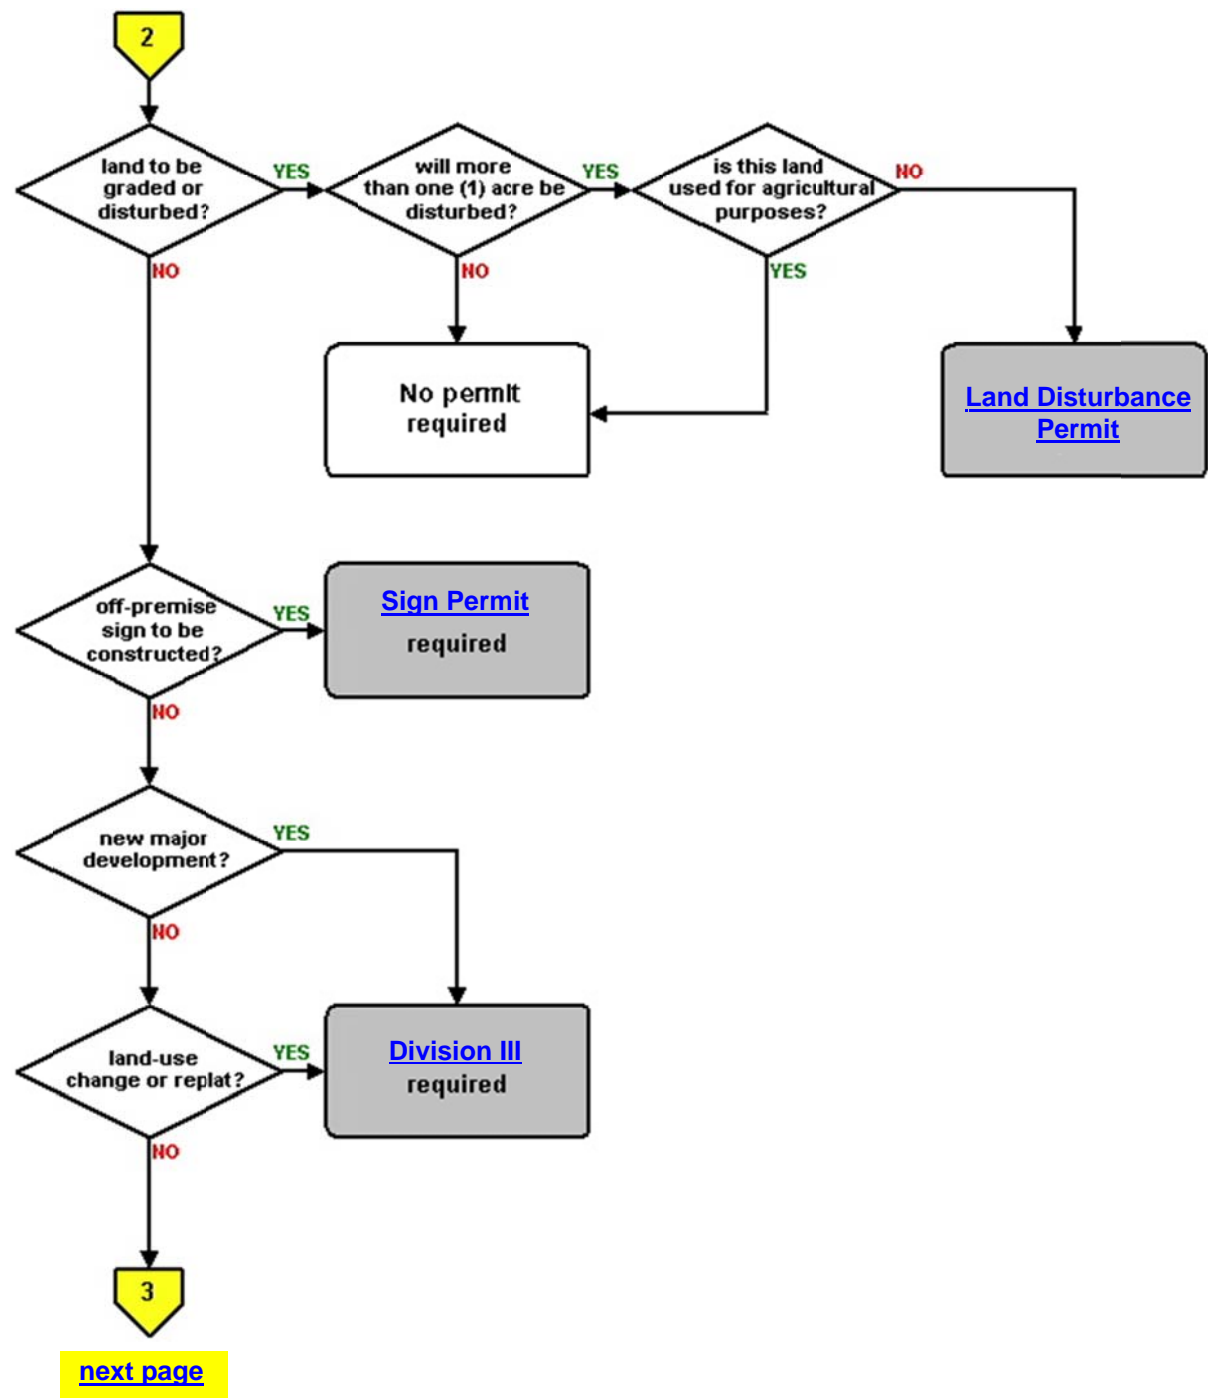 2
land to be
graded or
disturbed?
YES
NO
will more
than one (1) acre be
disturbed?
YES
NO
is this land
used for agricultural
purposes?
NO
YES
No permit
required
Land Disturbance
Permit
off-premise
sign to be
constructed?
YES
NO
Sign Permit
required
new major
development?
YES
NO
land-use
change or replat?
YES
NO
Division III
required
3
next page